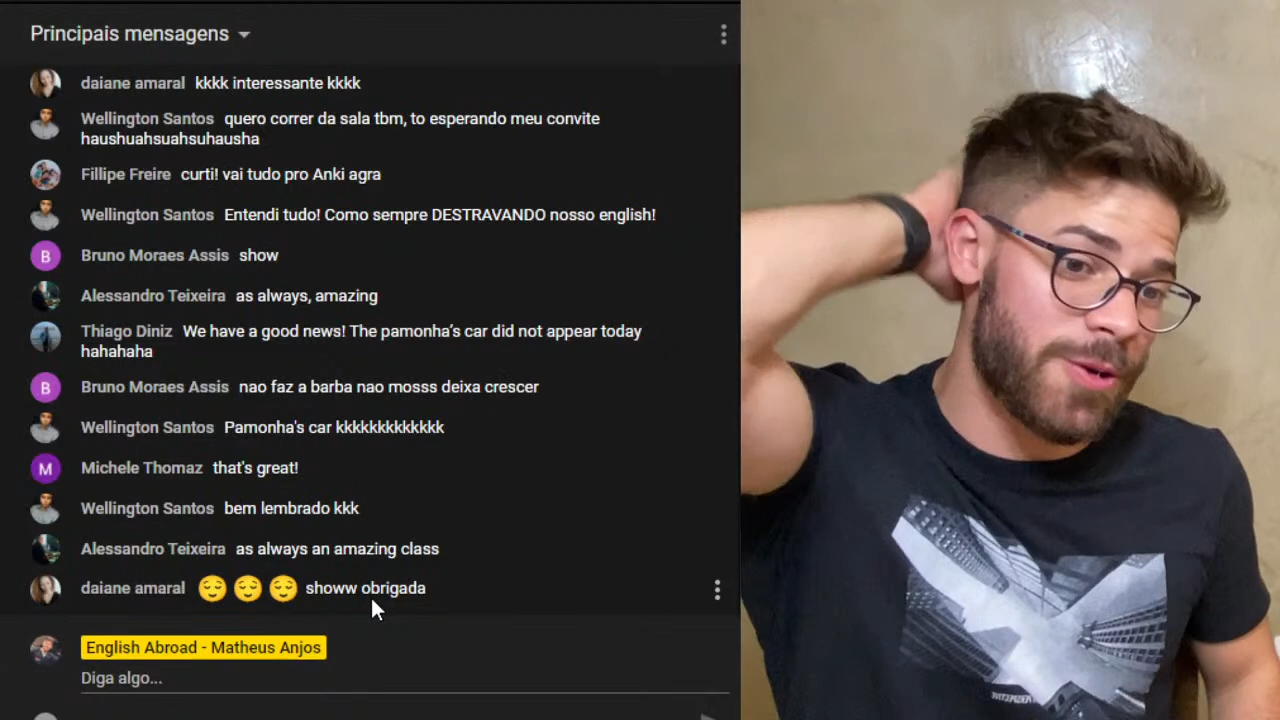 Principais mensagens
daiane amaral kkkk interessante kkkk
Wellington Santos quero correr da sala tbm, to esperando meu convite
haushuahsuahsuhausha
Fillipe Freire curti! vai tudo pro Anki agra
Wellington Santos Entendi tudo! Como sempre DESTRAVANDO nosso english!
B Bruno Moraes Assis show
Alessandro Teixeira as always, amazing
Thiago Diniz We have a good news! The pamonha's car did not appear today
hahahaha
B Bruno Moraes Assis nao faz a barba nao mosss deixa crescer
Wellington Santos Pamonha's car kkkkkkkkkkkkk
M Michele Thomaz that's great!
Wellington Santos bem lembrado kkk
Alessandro Teixeira as always an amazing class
daiane amaral 😌 😌 😌 showw obrigada
English Abroad - Matheus Anjos
Diga algo...